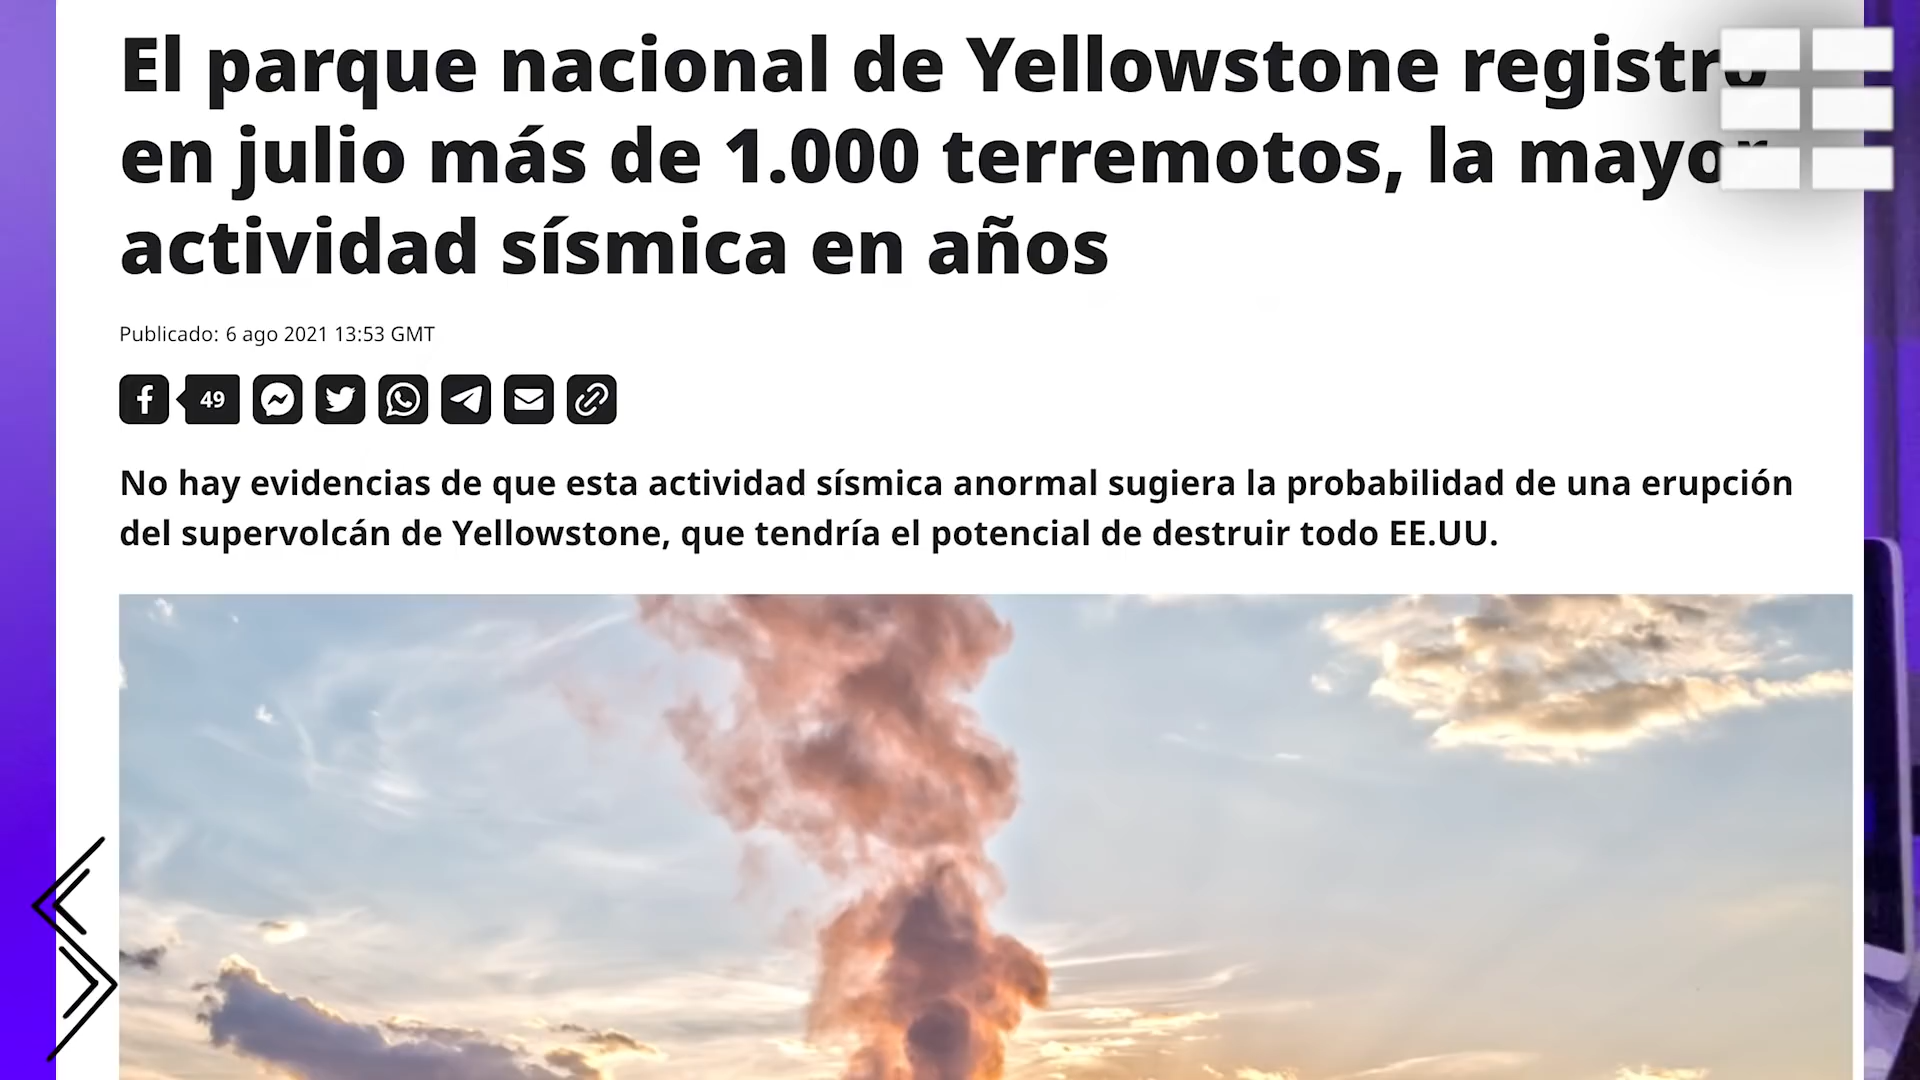 El parque nacional de Yellowstone registró
en julio más de 1.000 terremotos, la mayor
actividad sísmica en años
Publicado: 6 ago 2021 13:53 GMT
49
No hay evidencias de que esta actividad sísmica anormal sugiera la probabilidad de una erupción
del supervolcán de Yellowstone, que tendría el potencial de destruir todo EE.UU.